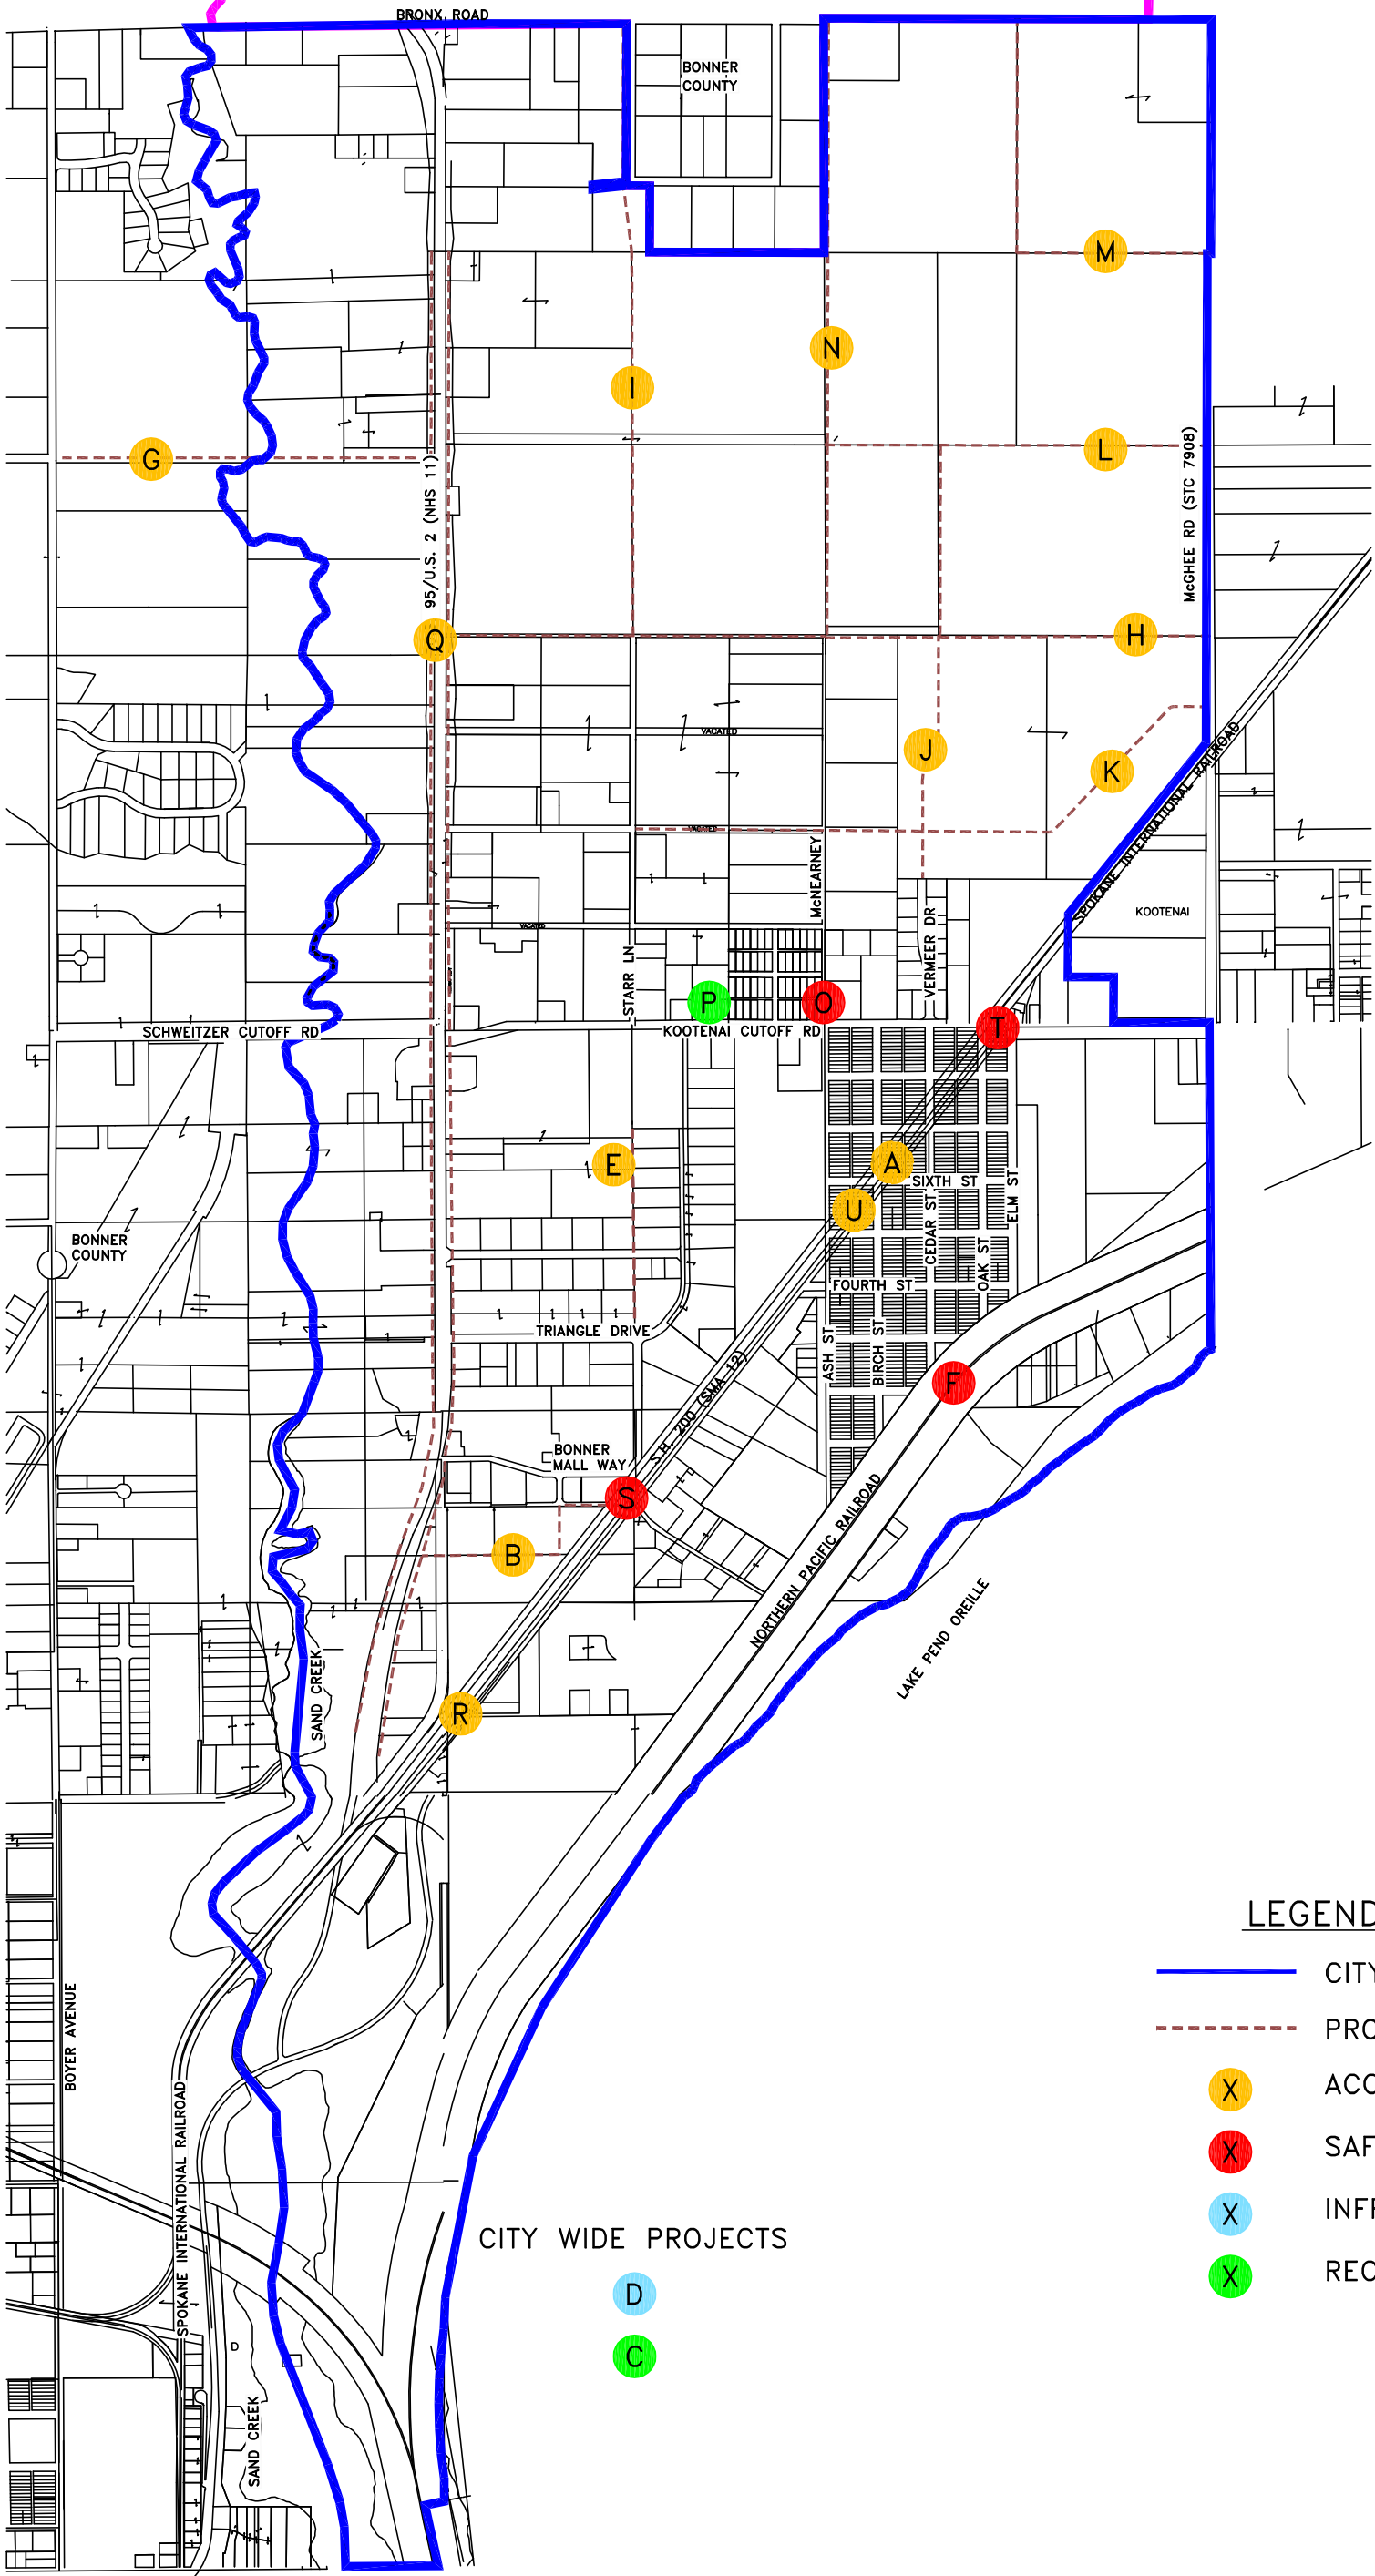 BRONX ROAD
BONNER
COUNTY
M
N
I
G
L
95/U.S. 2 (NHS 11)
McGHEE RD (STC 7908)
Q
H
VACATED
J
K
SPOKANE INTERNATIONAL RAILROAD
VACATED
McNEARNEY
KOOTENAI
VACATED
VERMEER DR
STARR LN
P
O
T
SCHWEITZER CUTOFF RD
KOOTENAI CUTOFF RD
E
A
SIXTH ST
ELM ST
U
CEDAR ST
BONNER
COUNTY
OAK ST
FOURTH ST
TRIANGLE DRIVE
ASH ST
BIRCH ST
F
S.H. 200 (SMA 12)
BONNER
MALL WAY
S
NORTHERN PACIFIC RAILROAD
B
LAKE PEND OREILLE
SAND CREEK
R
LEGEND
CITY
PRO
BOYER AVENUE
X ACC
SPOKANE INTERNATIONAL RAILROAD
X SAF
X INFR
CITY WIDE PROJECTS
X REC
D
C
SAND CREEK